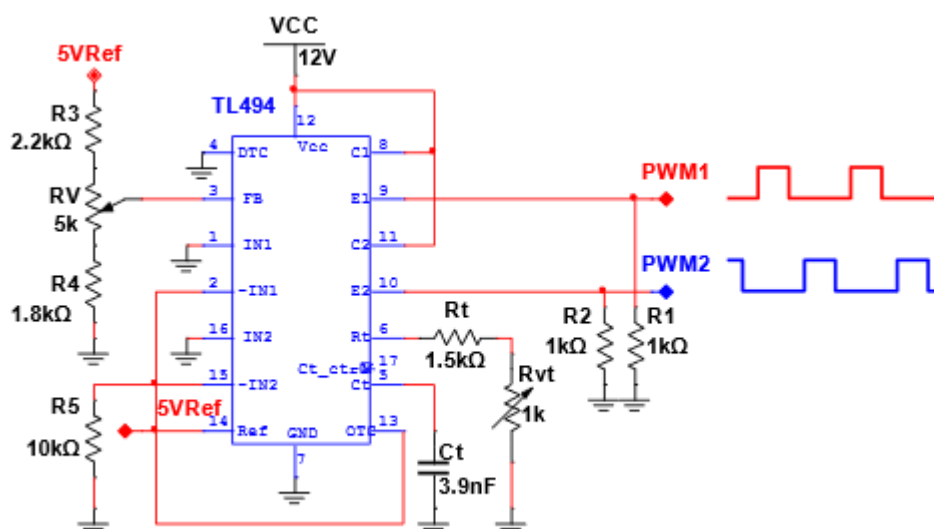 VCC
12V
5VRef
R3
2.2kΩ
RV
5k
R4
1.8kΩ
R5
10kΩ
5VRef
TL494
12
Vcc
4 DTC
3 FB
1 IN1
2 -IN1
16 IN2
15 -IN2
14 Ref
GND
7
C1 8
E1 9
C2 11
E2 10
Rt 6
17
Ct 5
13
Rt
1.5kΩ
Rvt
1k
Ct
3.9nF
R2
1kΩ
R1
1kΩ
PWM1
PWM2